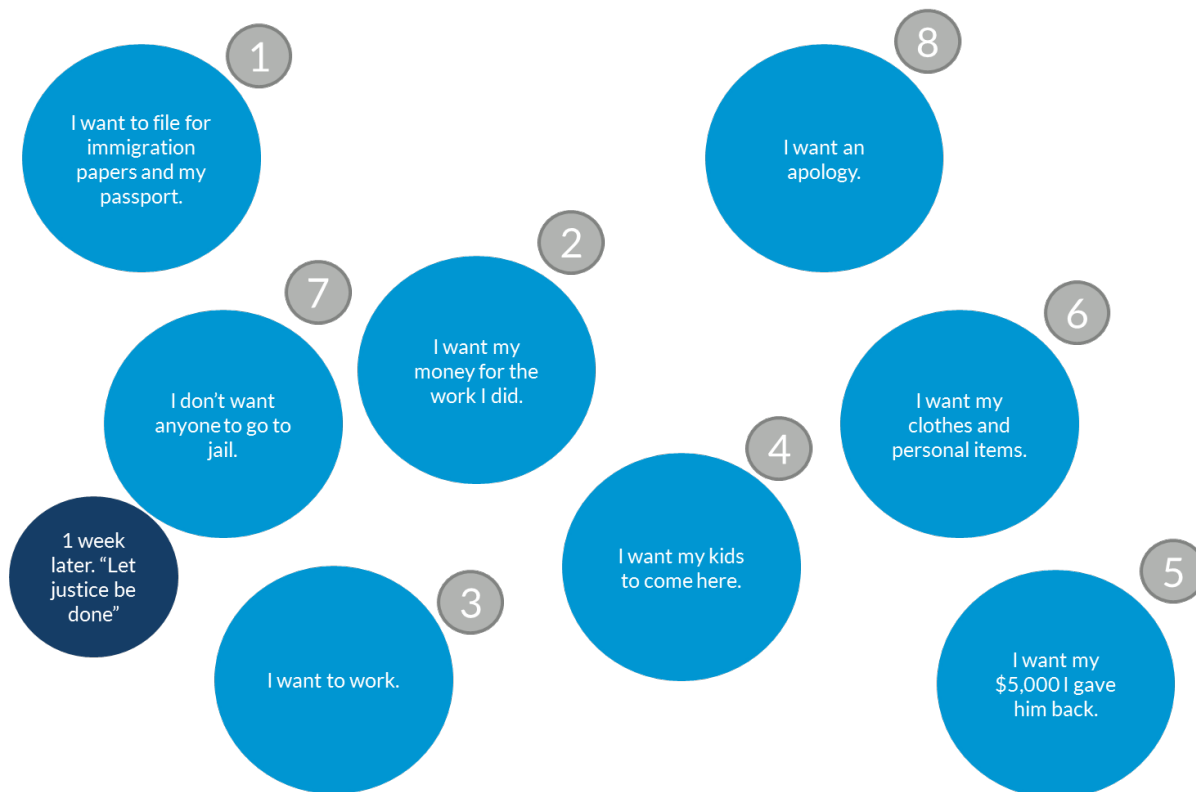 1
I want to file for
immigration
papers and my
passport.
8
I want an
apology.
2
I want my
money for the
work I did.
7
I don’t want
anyone to go to
jail.
6
I want my
clothes and
personal items.
4
I want my kids
to come here.
1 week
later. “Let
justice be
done”
3
I want to work.
5
I want my
$5,000 I gave
him back.